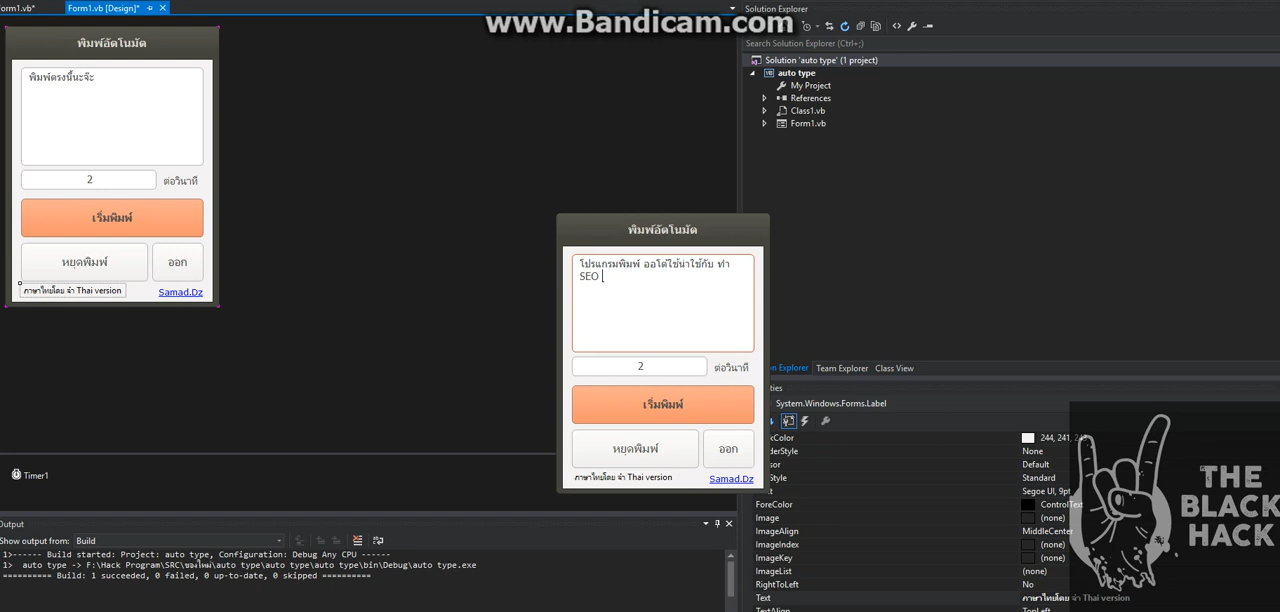 Form1.vb*
Form1.vb [Design]*
www.Bandicam.com
Solution Explorer
Search Solution Explorer (Ctrl+;)
Solution 'auto type' (1 project)
auto type
My Project
References
Class1.vb
Form1.vb
พิมพ์อัตโนมัต
พิมพ์ตรงนี้นะจ๊ะ
2
ต่อวินาที
เริ่มพิมพ์
หยุดพิมพ์
ออก
ภาษาไทยโดย จ๋า Thai version
Samad.Dz
พิมพ์อัตโนมัต
โปรแกรมพิมพ์ ออโต้ใช้นาใช้กับ ทำ
SEO
2
ต่อวินาที
เริ่มพิมพ์
หยุดพิมพ์
ออก
ภาษาไทยโดย จ๋า Thai version
Samad.Dz
Team Explorer
Class View
System.Windows.Forms.Label
244, 241, 243
None
Default
Standard
Segoe UI, 9pt
ForeColor
ControlText
Image
(none)
ImageAlign
MiddleCenter
ImageIndex
(none)
ImageKey
(none)
ImageList
(none)
RightToLeft
No
Text
ภาษาไทยโดย จ๋า Thai version
TextAlign
TopLeft
THE
BLACK
HACK
Timer1
Output
Show output from:
Build
1>------ Build started: Project: auto type, Configuration: Debug Any CPU ------
1>  auto type -> F:\Hack Program\SRC\ของใหม่\auto type\auto type\auto type\bin\Debug\auto type.exe
========== Build: 1 succeeded, 0 failed, 0 up-to-date, 0 skipped ==========